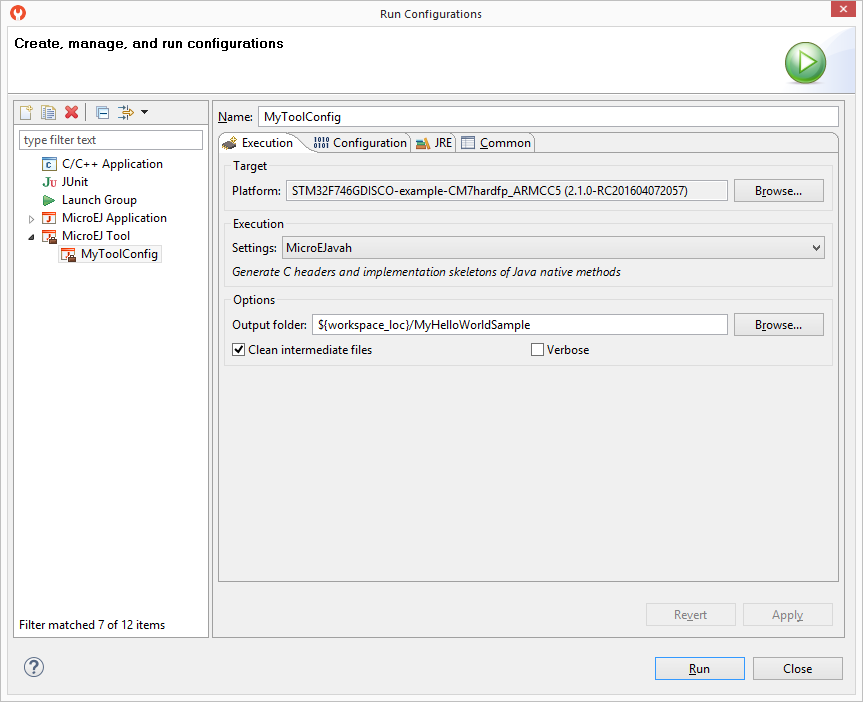 Run Configurations
Create, manage, and run configurations
type filter text
C/C++ Application
JUnit
Launch Group
MicroEJ Application
MicroEJ Tool
MyToolConfig
Filter matched 7 of 12 items
Name: MyToolConfig
Execution Configuration JRE Common
Target
Platform: STM32F746GDISCO-example-CM7hardfp_ARMCC5 (2.1.0-RC201604072057) Browse...
Execution
Settings: MicroEJavah
Generate C headers and implementation skeletons of Java native methods
Options
Output folder: ${workspace_loc}/MyHelloWorldSample Browse...
Clean intermediate files Verbose
Revert Apply
Run Close